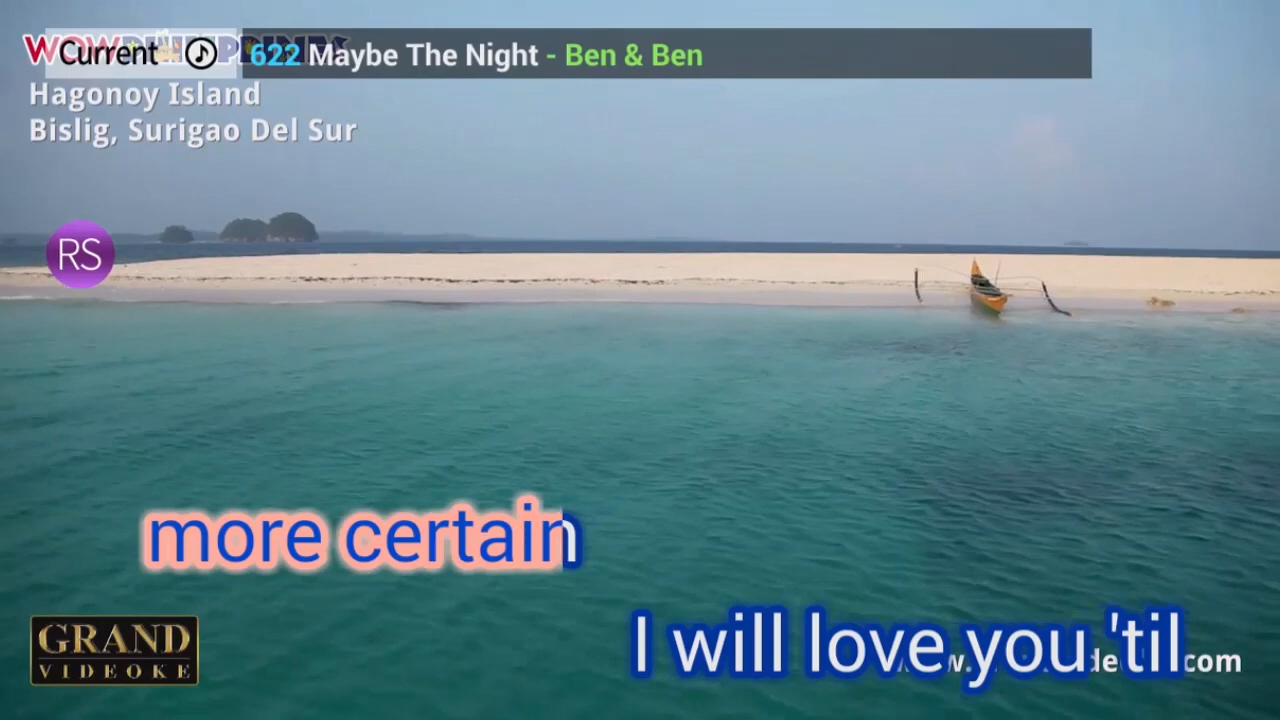 Current 622 Maybe The Night - Ben & Ben
Hagonoy Island
Bislig, Surigao Del Sur
RS
more certain
I will love you 'til
GRAND
VIDEOKE